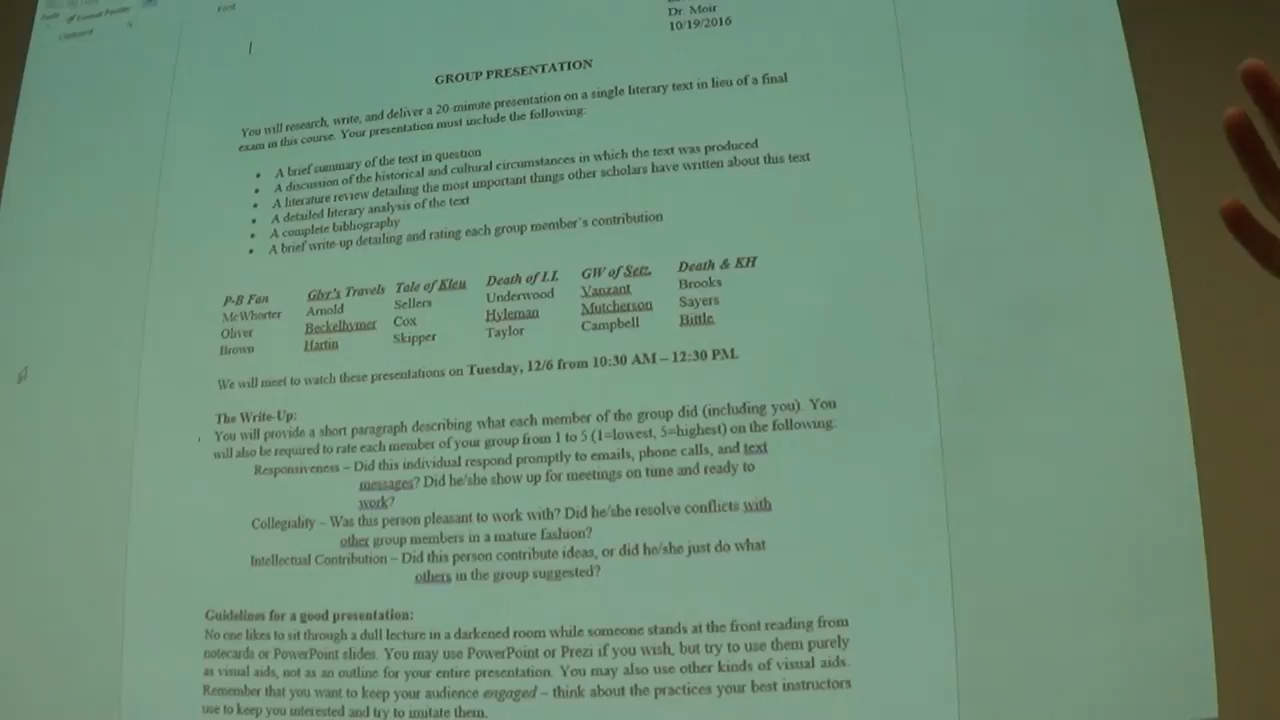 Format Painter
Clipboard
Font
Dr. Moir
10/19/2016
GROUP PRESENTATION
You will research, write, and deliver a 20-minute presentation on a single literary text in lieu of a final
exam in this course. Your presentation must include the following:
• A brief summary of the text in question
• A discussion of the historical and cultural circumstances in which the text was produced
• A literature review detailing the most important things other scholars have written about this text
• A detailed literary analysis of the text
• A complete bibliography
• A brief write-up detailing and rating each group member's contribution
P-B Fan Glvr's Travels Tale of Kieu Death of I.I. GW of Setz. Death & KH
McWhorter Arnold Sellers Underwood Vanzant Brooks
Oliver Beckelhymer Cox Hyleman Mutcherson Sayers
Brown Hartin Skipper Taylor Campbell Bittle
We will meet to watch these presentations on Tuesday, 12/6 from 10:30 AM – 12:30 PM.
The Write-Up:
You will provide a short paragraph describing what each member of the group did (including you). You
will also be required to rate each member of your group from 1 to 5 (1=lowest, 5=highest) on the following:
Responsiveness – Did this individual respond promptly to emails, phone calls, and text
messages? Did he/she show up for meetings on time and ready to
work?
Collegiality – Was this person pleasant to work with? Did he/she resolve conflicts with
other group members in a mature fashion?
Intellectual Contribution – Did this person contribute ideas, or did he/she just do what
others in the group suggested?
Guidelines for a good presentation:
No one likes to sit through a dull lecture in a darkened room while someone stands at the front reading from
notecards or PowerPoint slides. You may use PowerPoint or Prezi if you wish, but try to use them purely
as visual aids, not as an outline for your entire presentation. You may also use other kinds of visual aids.
Remember that you want to keep your audience engaged – think about the practices your best instructors
use to keep you interested and try to imitate them.